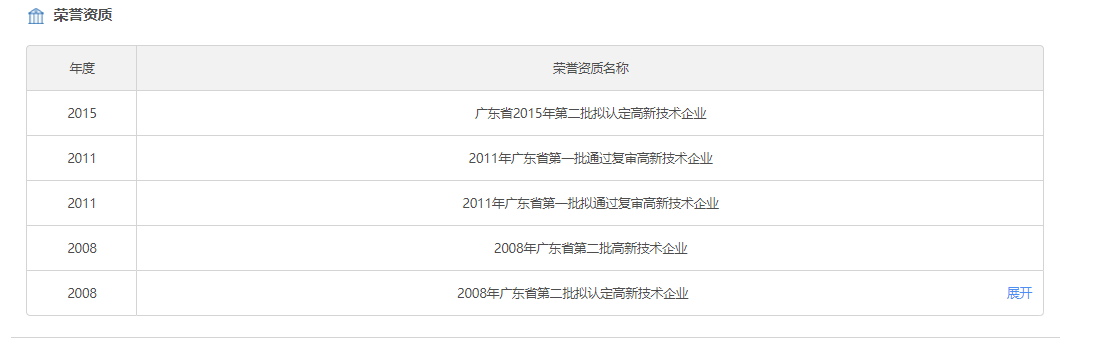 荣誉资质
年度 荣誉资质名称
2015 广东省2015年第二批拟认定高新技术企业
2011 2011年广东省第一批通过复审高新技术企业
2011 2011年广东省第一批拟通过复审高新技术企业
2008 2008年广东省第二批高新技术企业
2008 2008年广东省第二批拟认定高新技术企业 展开